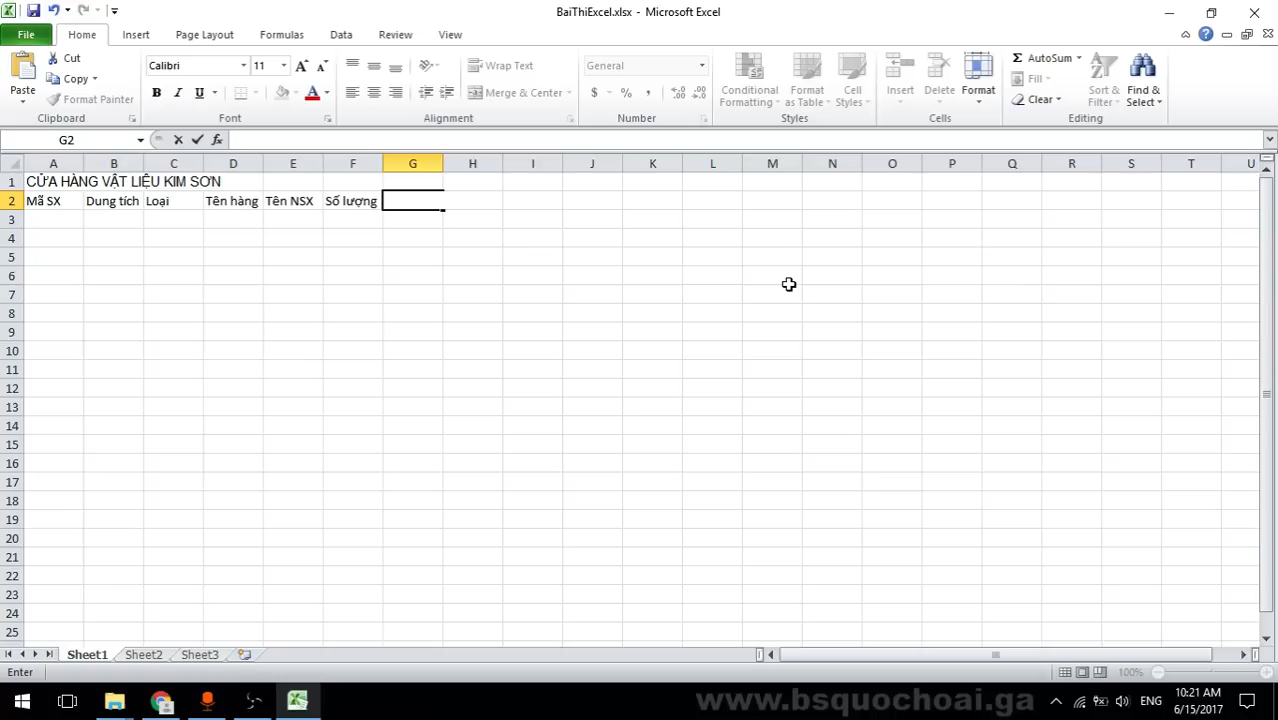 BaiThiExcel.xlsx - Microsoft Excel
File Home Insert Page Layout Formulas Data Review View
Paste
Cut
Copy
Format Painter
Clipboard
Calibri 11
B I U
Font
Wrap Text
Merge & Center
Alignment
General
$ % ,
Number
Conditional Formatting
Format as Table
Cell Styles
Styles
Insert
Delete
Format
Cells
Σ AutoSum
Fill
Clear
Sort & Filter
Find & Select
Editing
G2 fx
A B C D E F G H I J K L M N O P Q R S T U
1 CỬA HÀNG VẬT LIỆU KIM SƠN
2 Mã SX Dung tích Loại Tên hàng Tên NSX Số lượng
3
4
5
6
7
8
9
10
11
12
13
14
15
16
17
18
19
20
21
22
23
24
25
Sheet1 Sheet2 Sheet3
Enter 100%
www.bsquochoai.ga
ENG
10:21 AM
6/15/2017